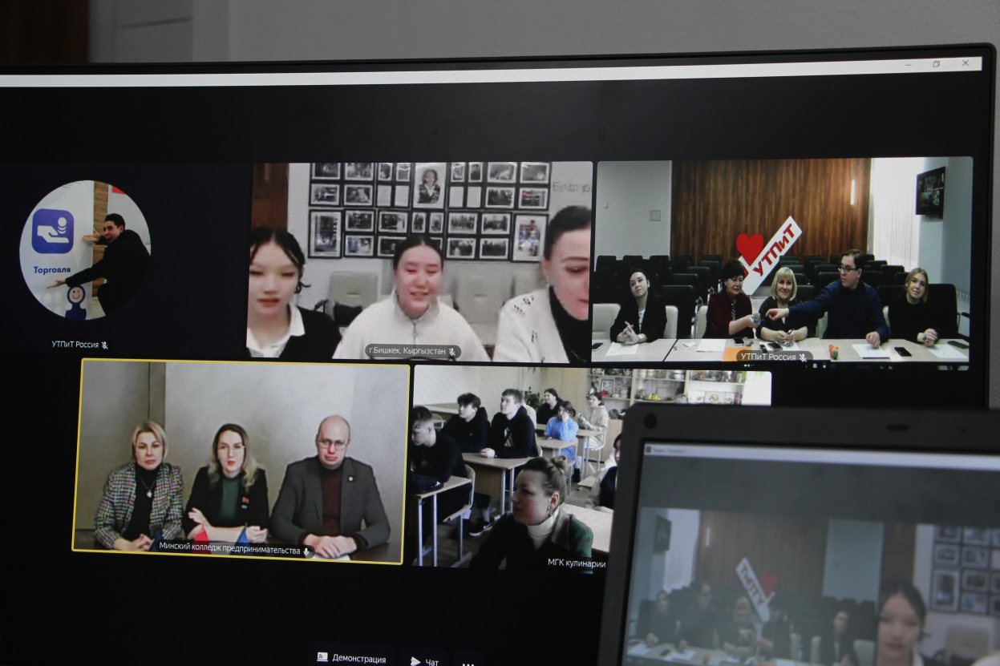 Торговля
УТПиТ Россия
г.Бишкек. Кыргызстан
УТПиТ
УТПиТ Россия
Минский колледж предпринимательства
МГК кулинарии
Демонстрация
Чат